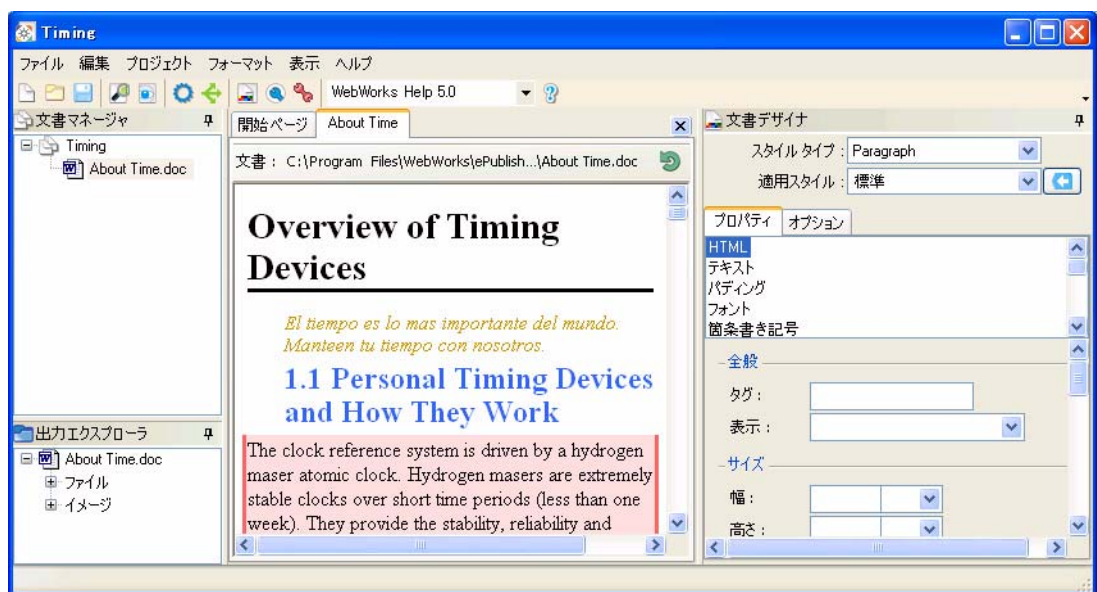 Timing
ファイル 編集 プロジェクト フォーマット 表示 ヘルプ
WebWorks Help 5.0
文書マネージャ
Timing
About Time.doc
出力エクスプローラ
About Time.doc
ファイル
イメージ
開始ページ About Time
文書： C:\Program Files\WebWorks\ePublish...\About Time.doc
Overview of Timing
Devices
El tiempo es lo mas importante del mundo.
Manteen tu tiempo con nosotros.
1.1 Personal Timing Devices
and How They Work
The clock reference system is driven by a hydrogen
maser atomic clock. Hydrogen masers are extremely
stable clocks over short time periods (less than one
week). They provide the stability, reliability and
文書デザイナ
スタイル タイプ： Paragraph
適用スタイル： 標準
プロパティ オプション
HTML
テキスト
パディング
フォント
箇条書き記号
全般
タグ：
表示：
サイズ
幅：
高さ：